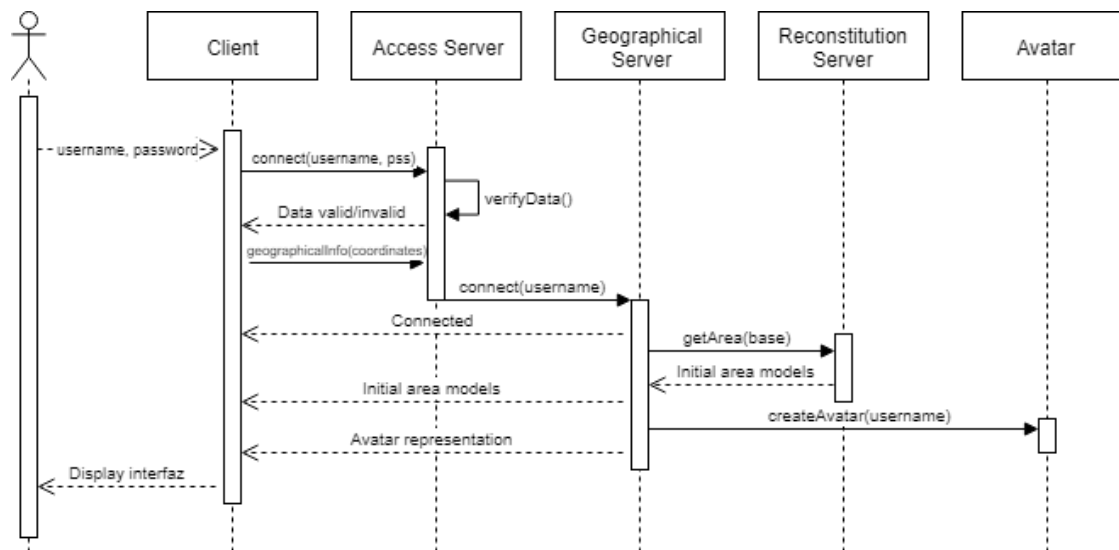 Client
Access Server
Geographical
Server
Reconstitution
Server
Avatar
username, password
connect(username, pss)
verifyData()
Data valid/invalid
geographicalInfo(coordinates)
connect(username)
Connected
getArea(base)
Initial area models
Initial area models
createAvatar(username)
Avatar representation
Display interfaz